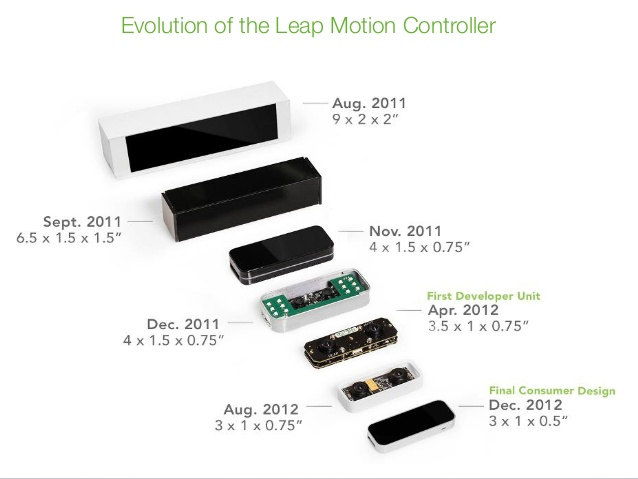 Evolution of the Leap Motion Controller
Aug. 2011
9 x 2 x 2”
Sept. 2011
6.5 x 1.5 x 1.5”
Nov. 2011
4 x 1.5 x 0.75”
Dec. 2011
4 x 1.5 x 0.75”
First Developer Unit
Apr. 2012
3.5 x 1 x 0.75”
Aug. 2012
3 x 1 x 0.75”
Final Consumer Design
Dec. 2012
3 x 1 x 0.5”